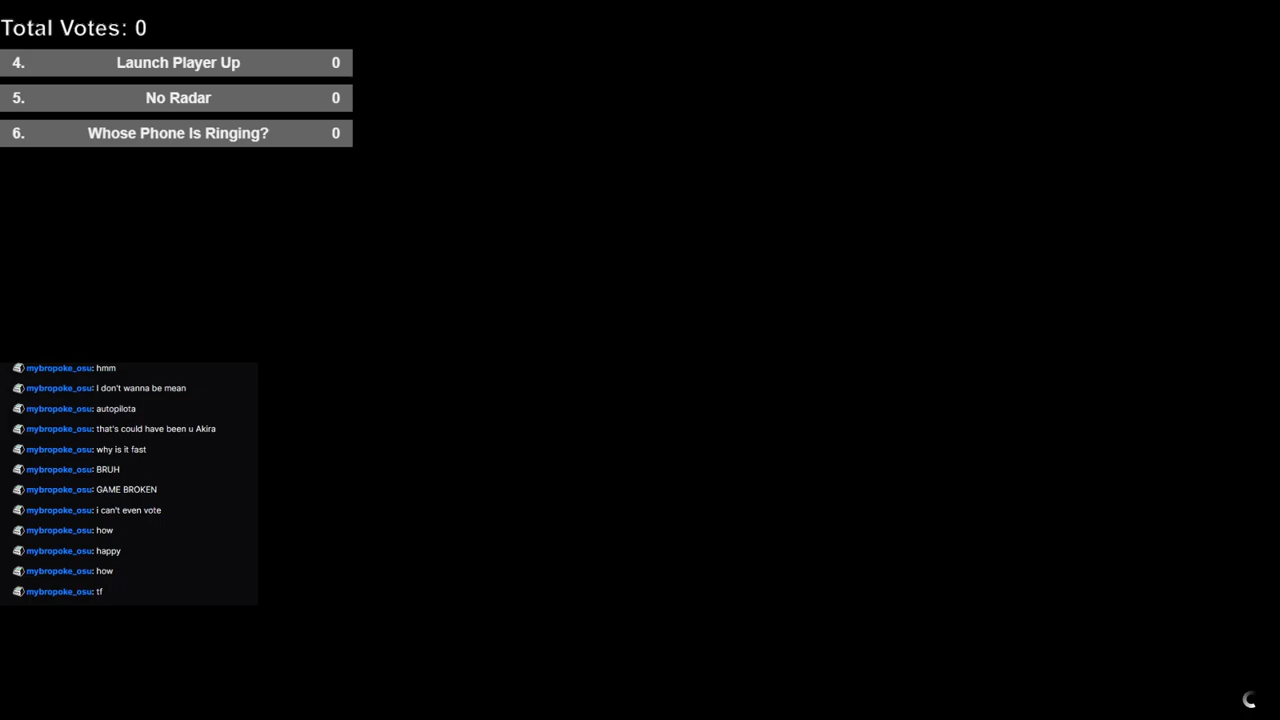 Total Votes: 0
4. Launch Player Up 0
5. No Radar 0
6. Whose Phone Is Ringing? 0
mybropoke_osu: hmm
mybropoke_osu: I don't wanna be mean
mybropoke_osu: autopilota
mybropoke_osu: that's could have been u Akira
mybropoke_osu: why is it fast
mybropoke_osu: BRUH
mybropoke_osu: GAME BROKEN
mybropoke_osu: i can't even vote
mybropoke_osu: how
mybropoke_osu: happy
mybropoke_osu: how
mybropoke_osu: tf